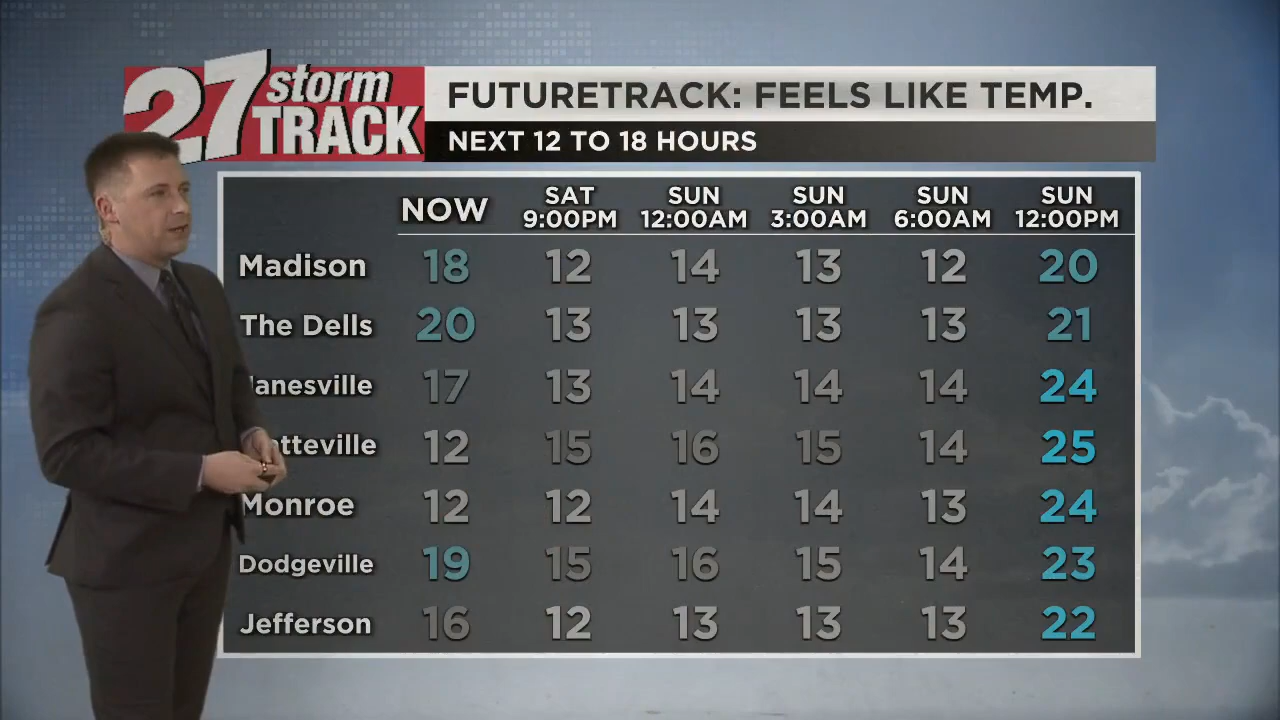 27 storm TRACK
FUTURETRACK: FEELS LIKE TEMP.
NEXT 12 TO 18 HOURS
NOW SAT 9:00PM SUN 12:00AM SUN 3:00AM SUN 6:00AM SUN 12:00PM
Madison 18 12 14 13 12 20
The Dells 20 13 13 13 13 21
anesville 17 13 14 14 14 24
tteville 12 15 16 15 14 25
Monroe 12 12 14 14 13 24
Dodgeville 19 15 16 15 14 23
Jefferson 16 12 13 13 13 22